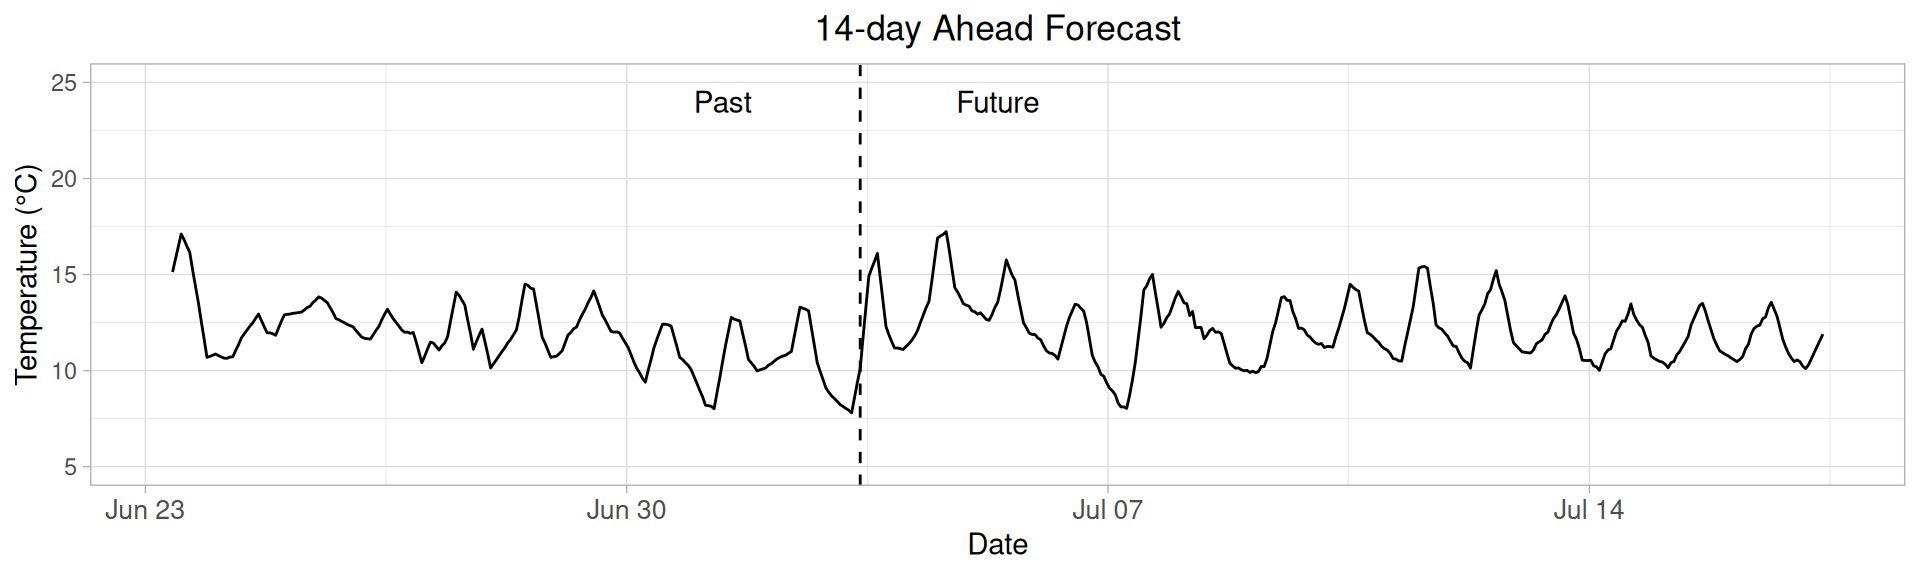 14-day Ahead Forecast
Past
Future
Temperature (°C)
25
20
15
10
5
Jun 23
Jun 30
Jul 07
Jul 14
Date